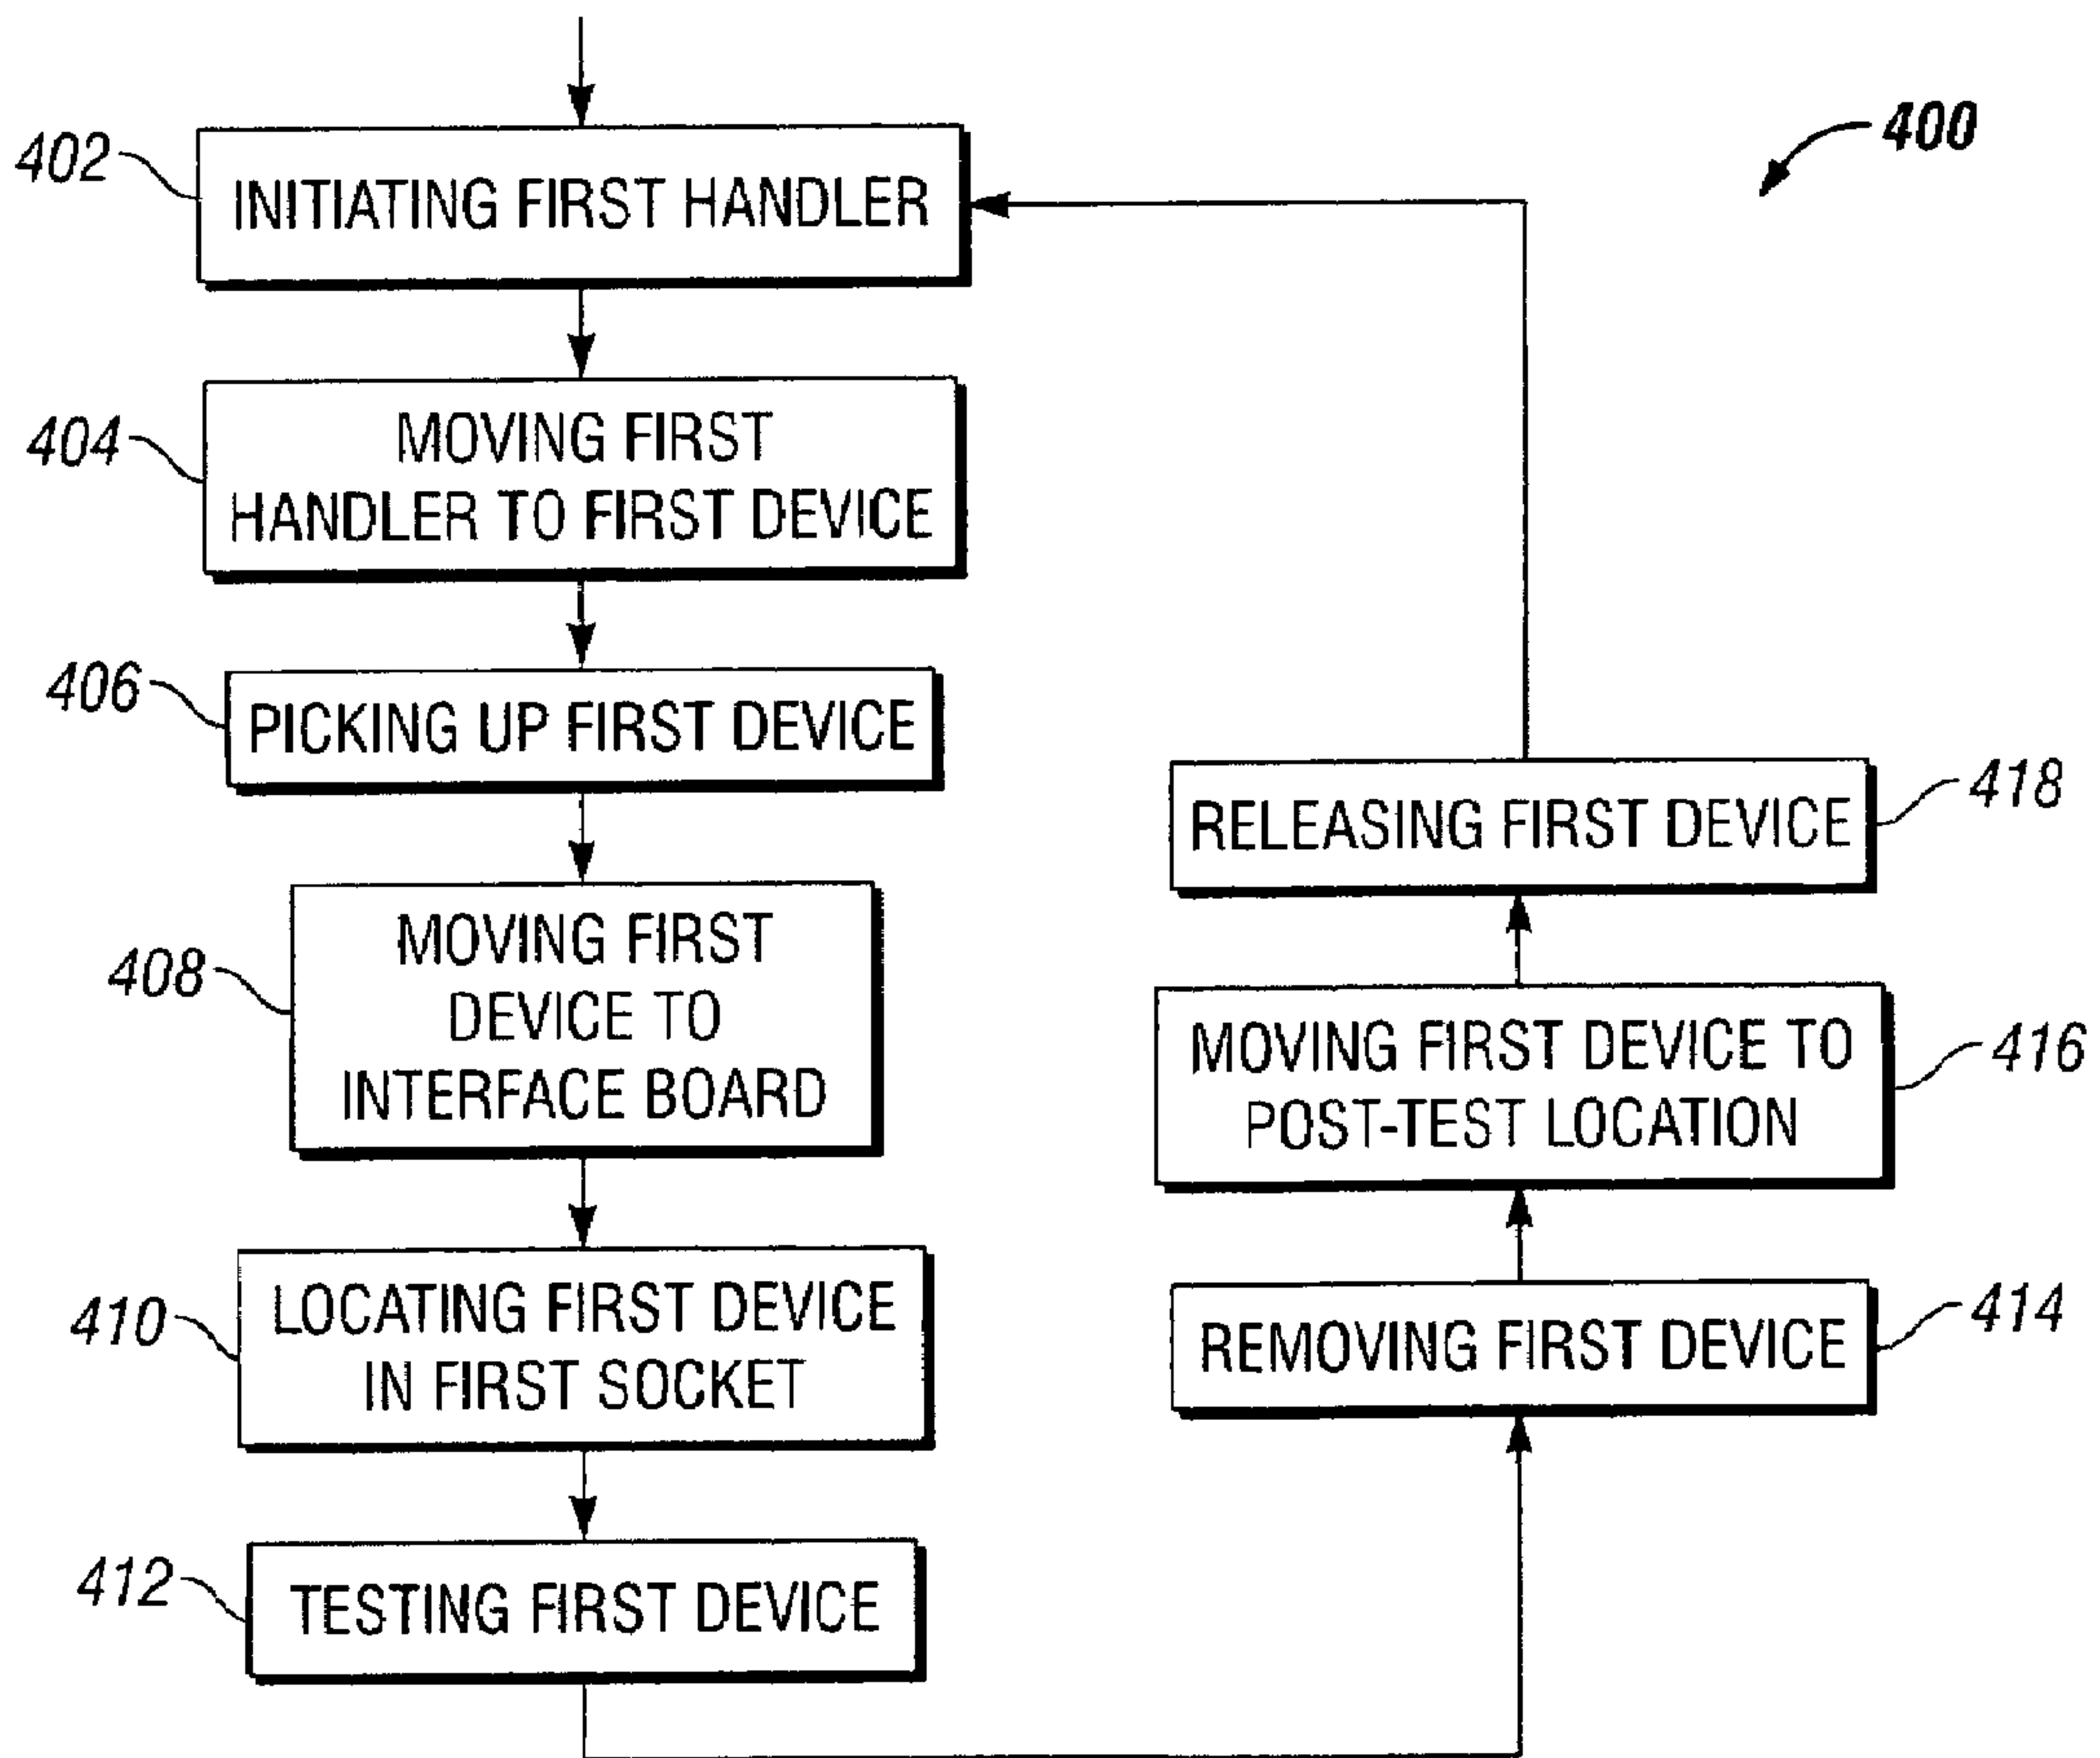 400
402
INITIATING FIRST HANDLER
404
MOVING FIRST
HANDLER TO FIRST DEVICE
406
PICKING UP FIRST DEVICE
408
MOVING FIRST
DEVICE TO
INTERFACE BOARD
410
LOCATING FIRST DEVICE
IN FIRST SOCKET
412
TESTING FIRST DEVICE
414
REMOVING FIRST DEVICE
416
MOVING FIRST DEVICE TO
POST-TEST LOCATION
418
RELEASING FIRST DEVICE